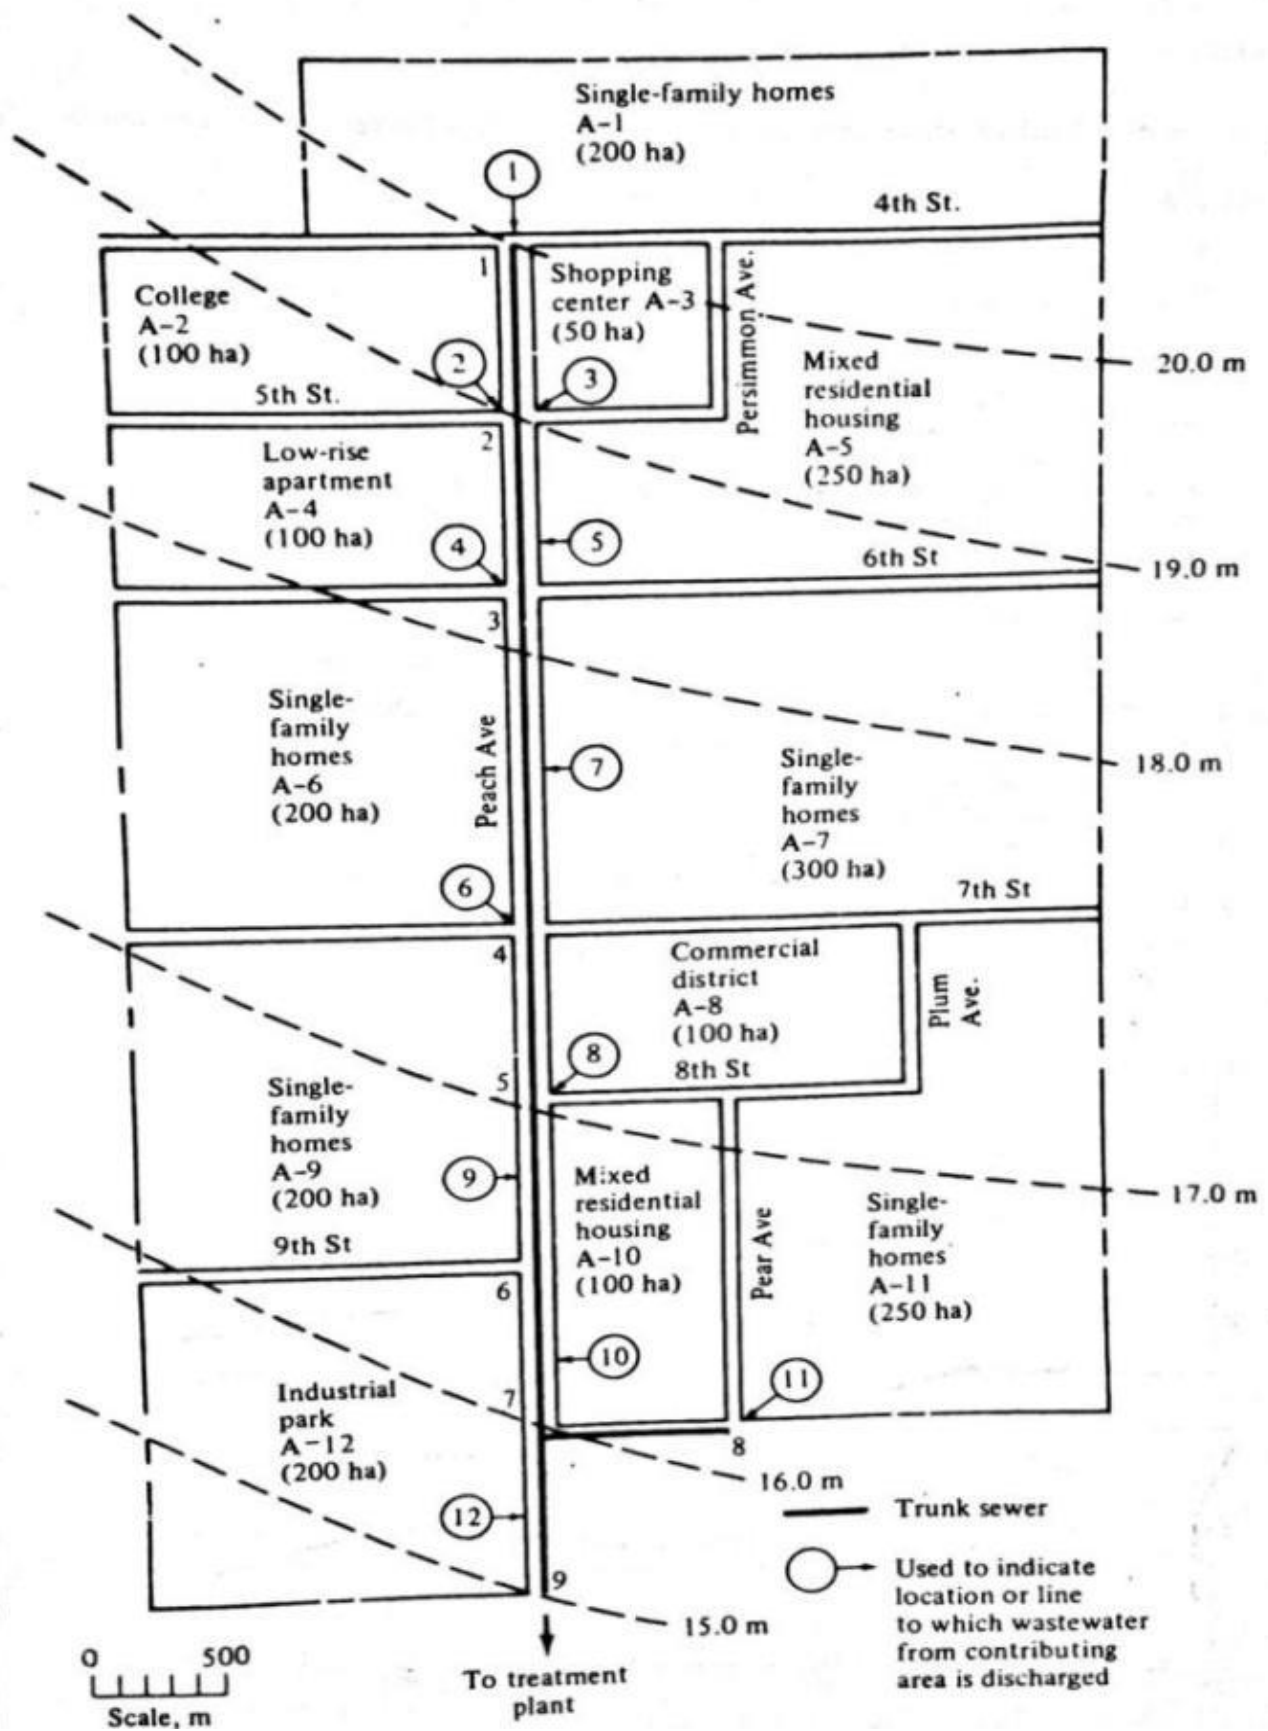 Single-family homes
A-1
(200 ha)
1
4th St.
1
College
A-2
(100 ha)
5th St.
2
Shopping
center A-3
(50 ha)
3
Persimmon Ave.
Mixed
residential
housing
A-5
(250 ha)
20.0 m
2
Low-rise
apartment
A-4
(100 ha)
4
5
6th St
19.0 m
3
Single-
family
homes
A-6
(200 ha)
Peach Ave
6
7
Single-
family
homes
A-7
(300 ha)
7th St
18.0 m
4
Commercial
district
A-8
(100 ha)
8th St
8
Plum
Ave.
5
Single-
family
homes
A-9
(200 ha)
9th St
9
Mixed
residential
housing
A-10
(100 ha)
10
Pear Ave
Single-
family
homes
A-11
(250 ha)
11
17.0 m
6
7
Industrial
park
A-12
(200 ha)
12
8
16.0 m
9
15.0 m
Trunk sewer
Used to indicate
location or line
to which wastewater
from contributing
area is discharged
0 500
Scale, m
To treatment
plant